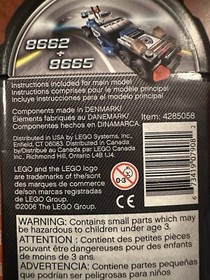 8662
+ 8665
Instructions included for main model
Instructions comprises pour le modèle principal
Incluye instrucciones para el modelo principal
Components made in DENMARK/
Eléments fabriqués au DANEMARK/
Componentes hechos en DINAMARCA
Item: 4285058
Distributed in USA by LEGO Systems, Inc.
Enfield, CT 06083. Distributed in Canada
by/Distribué au Canada par LEGO Canada
Inc., Richmond Hill, Ontario L4B 1J4.
LEGO and the LEGO logo
are trademarks of the/sont
des marques de commerce
de/son marcas
registradas de LEGO Group.
©2006 The LEGO Group.
0-3
WARNING: Contains small parts which may
be hazardous to children under age 3.
ATTENTION : Contient des petites pièces
pouvant être dangereuses pour des enfants
de moins de 3 ans.
ADVERTENCIA: Contiene partes pequeñas
que podrían ser peligrosas para niños